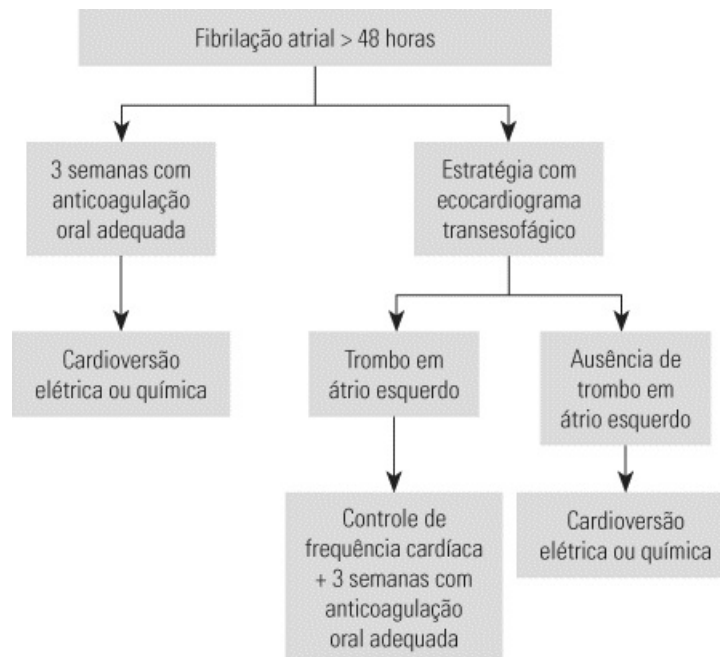 Fibrilação atrial > 48 horas
3 semanas com
anticoagulação
oral adequada
Estratégia com
ecocardiograma
transesofágico
Cardioversão
elétrica ou química
Trombo em
átrio esquerdo
Ausência de
trombo em
átrio esquerdo
Controle de
frequência cardíaca
+ 3 semanas com
anticoagulação
oral adequada
Cardioversão
elétrica ou química